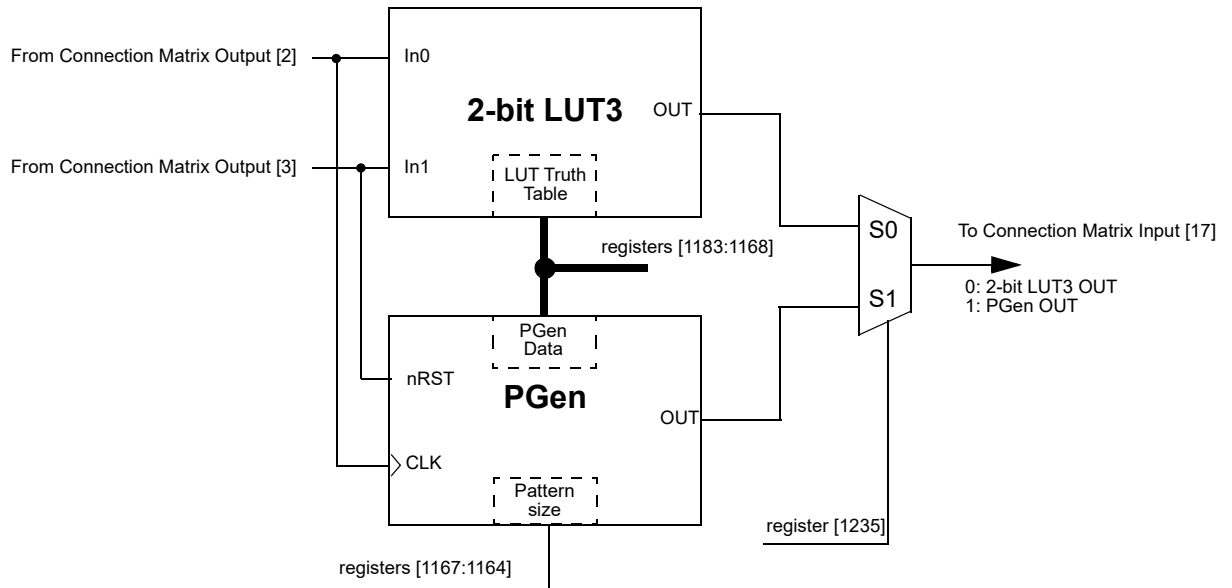 From Connection Matrix Output [2]
In0
2-bit LUT3
OUT
From Connection Matrix Output [3]
In1
LUT Truth
Table
registers [1183:1168]
S0
To Connection Matrix Input [17]
S1
0: 2-bit LUT3 OUT
1: PGen OUT
PGen
Data
nRST
PGen
OUT
CLK
Pattern
size
register [1235]
registers [1167:1164]